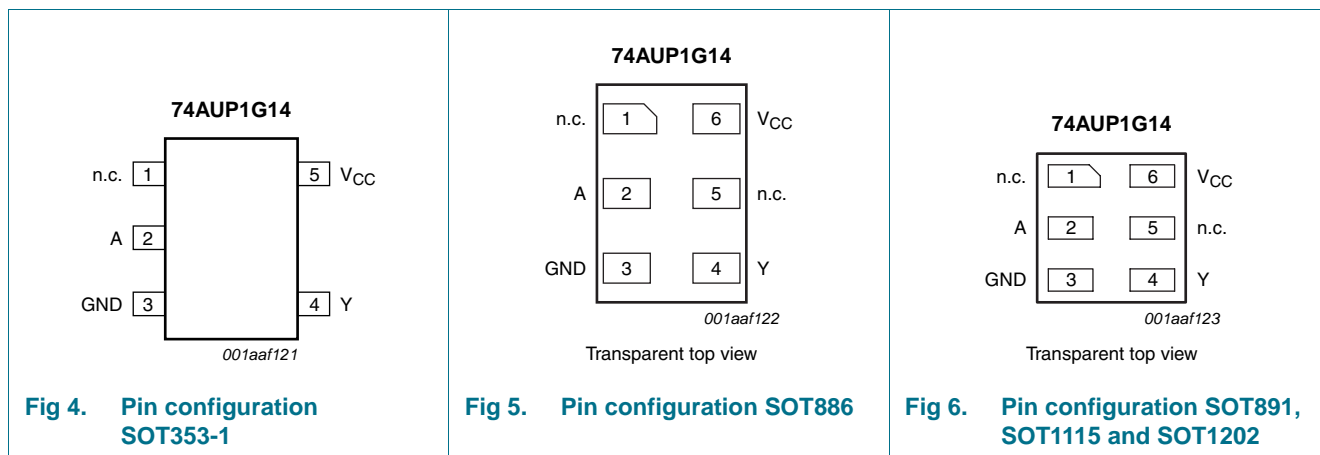 74AUP1G14
n.c. 1
5 VCC
A 2
GND 3
4 Y
001aaf121
Fig 4. Pin configuration
SOT353-1
74AUP1G14
n.c. 1
6 VCC
A 2
5 n.c.
GND 3
4 Y
001aaf122
Transparent top view
Fig 5. Pin configuration SOT886
74AUP1G14
n.c. 1
6 VCC
A 2
5 n.c.
GND 3
4 Y
001aaf123
Transparent top view
Fig 6. Pin configuration SOT891,
SOT1115 and SOT1202